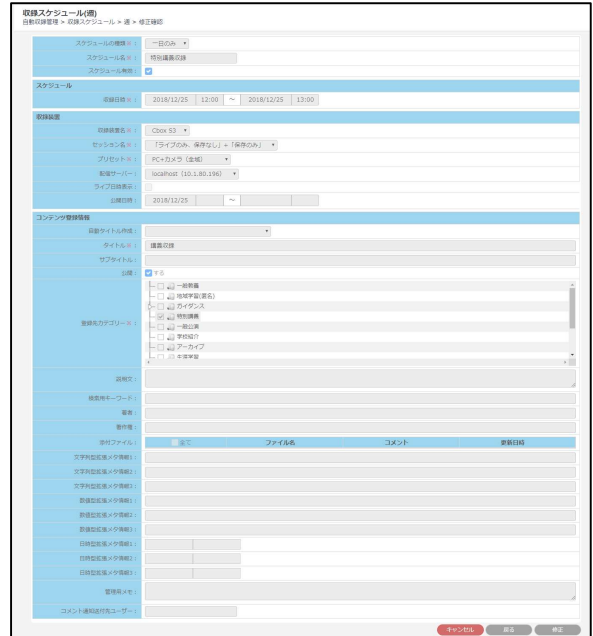 収録スケジュール(週)
自動収録管理 > 収録スケジュール > 週 > 修正確認
スケジュールの種類※： 一日のみ
スケジュール名※： 特別講義収録
スケジュール有効：
スケジュール
収録日時※： 2018/12/25 12:00 ～ 2018/12/25 13:00
収録装置
収録装置名※： Cbox S3
セッション名※： 「ライブのみ、保存なし」+「保存のみ」
プリセット※： PC+カメラ（全域）
配信サーバー： localhost（10.1.80.196）
ライブ日時表示：
公開日時： 2018/12/25 ～
コンテンツ登録情報
自動タイトル作成：
タイトル※： 講義収録
サブタイトル：
公開： する
登録先カテゴリー※：
一般教養
地域学習(匿名)
ガイダンス
特別講義
一般公演
学校紹介
アーカイブ
生涯学習
説明文：
検索用キーワード：
著者：
著作権：
添付ファイル： 全て ファイル名 コメント 更新日時
文字列型拡張メタ情報1：
文字列型拡張メタ情報2：
文字列型拡張メタ情報3：
数値型拡張メタ情報1：
数値型拡張メタ情報2：
数値型拡張メタ情報3：
日時型拡張メタ情報1：
日時型拡張メタ情報2：
日時型拡張メタ情報3：
管理用メモ：
コメント通知送付先ユーザー：
キャンセル 戻る 修正